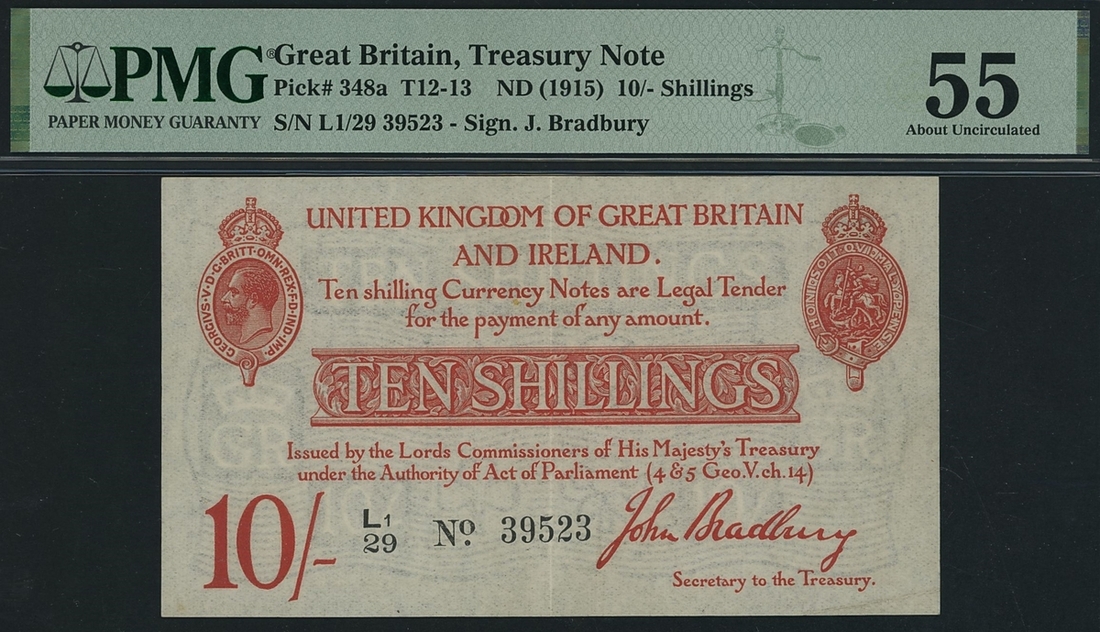 PMG®
PAPER MONEY GUARANTY
Great Britain, Treasury Note
Pick# 348a T12-13 ND (1915) 10/- Shillings
S/N L1/29 39523 - Sign. J. Bradbury
55
About Uncirculated
UNITED KINGDOM OF GREAT BRITAIN
AND IRELAND.
Ten shilling Currency Notes are Legal Tender
for the payment of any amount.
GEORGIVS·V·D·G·BRITT·OMN·REX·F·D·IND·IMP.
HONI·SOIT·QVI·MAL·Y·PENSE
TEN SHILLINGS
Issued by the Lords Commissioners of His Majesty's Treasury
under the Authority of Act of Parliament (4 & 5 Geo.V. ch.14)
10/- L1/29 No. 39523 John Bradbury
Secretary to the Treasury.